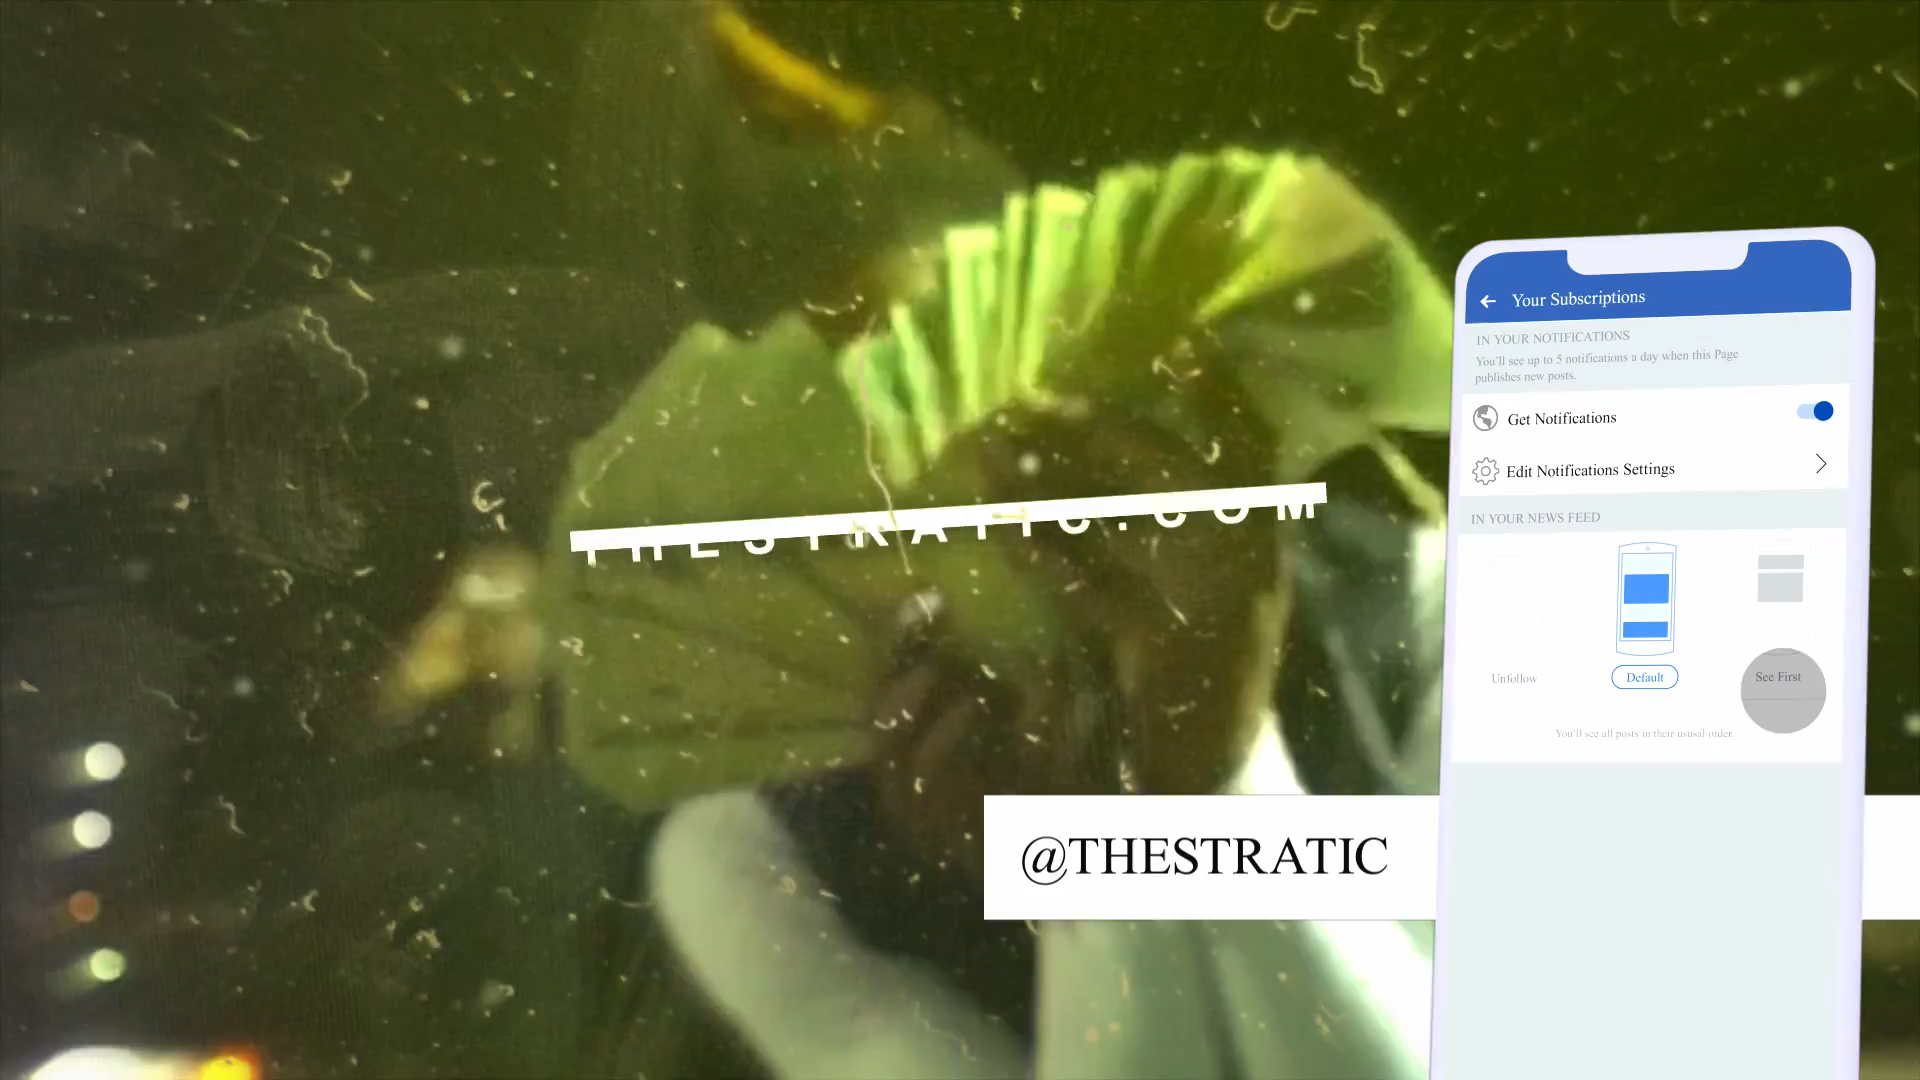 THESTRATIC.COM
@THESTRATIC
Your Subscriptions
IN YOUR NOTIFICATIONS
You'll see up to 5 notifications a day when this Page
publishes new posts.
Get Notifications
Edit Notifications Settings
IN YOUR NEWS FEED
Unfollow
Default
See First
You'll see all posts in their ususal order.